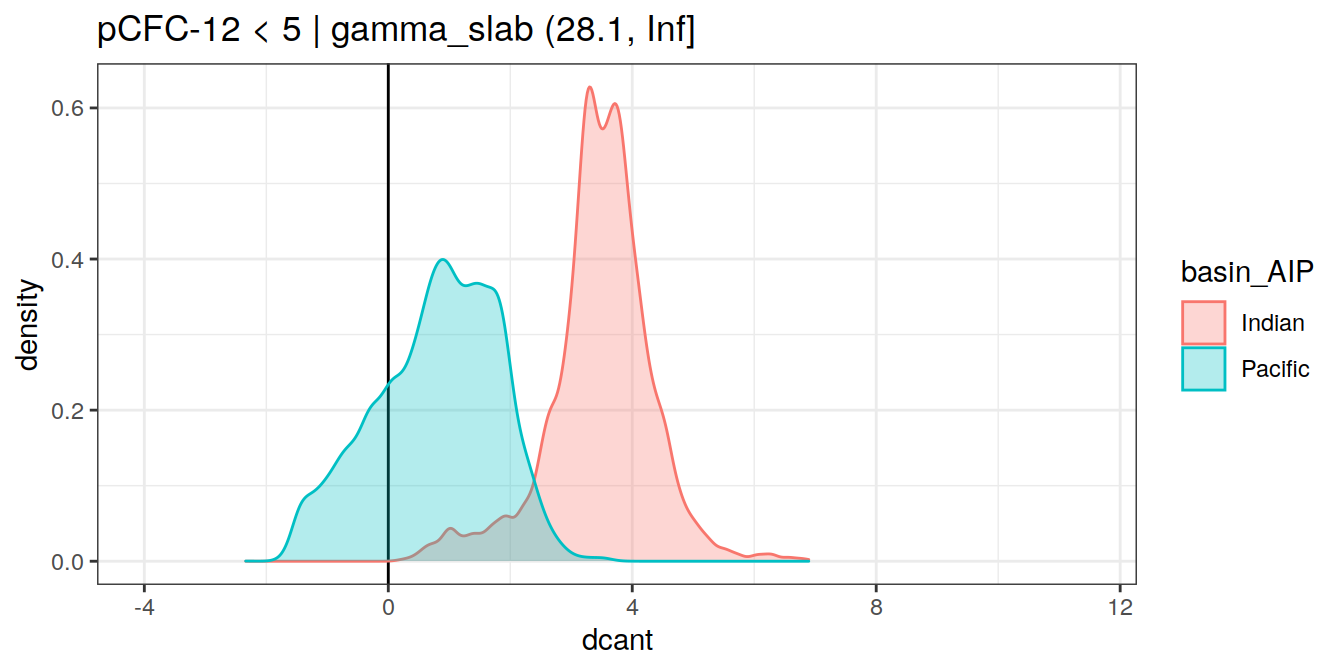 pCFC-12 < 5 | gamma_slab (28.1, Inf]
density
0.6
0.4
0.2
0.0
-4
0
4
8
12
dcant
basin_AIP
Indian
Pacific